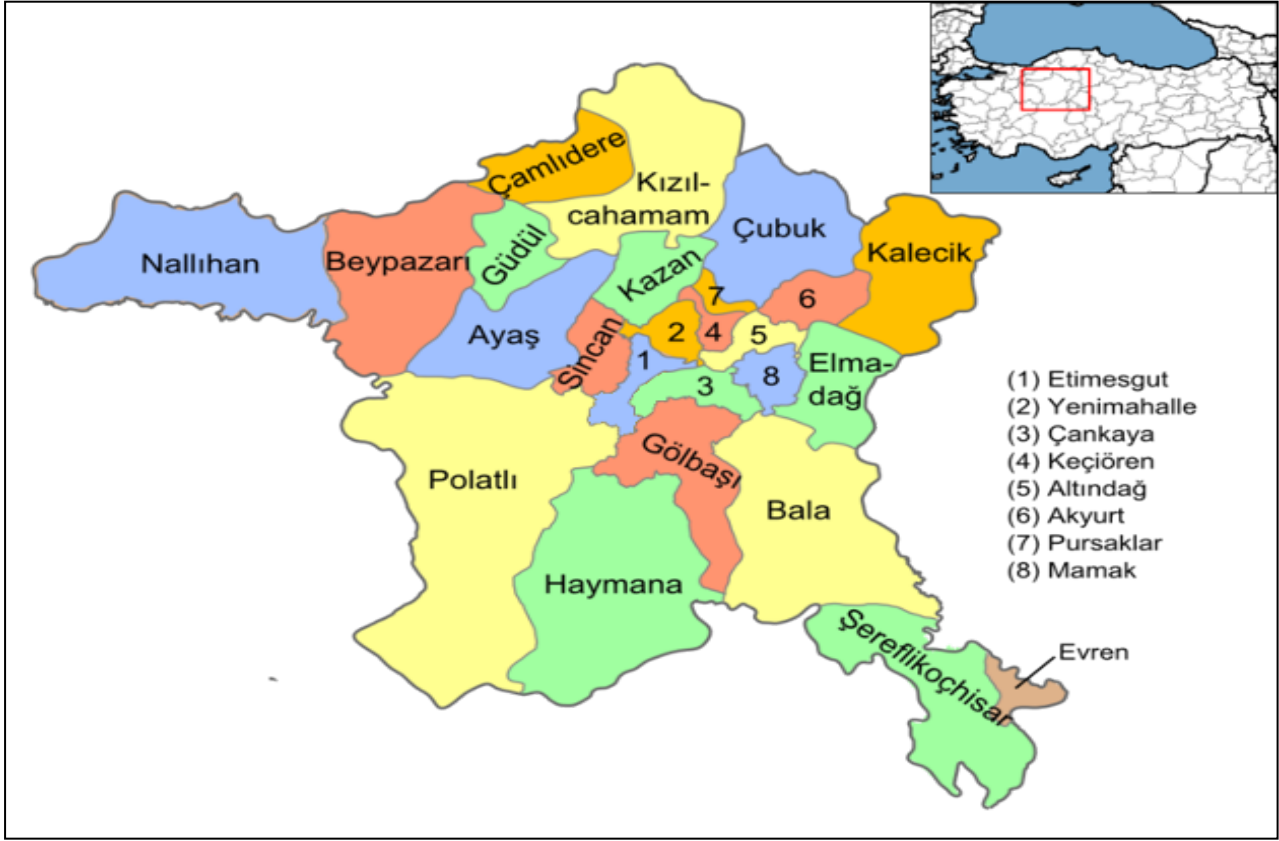 Çamlıdere
Kızıl-
cahamam
Çubuk
Kalecik
Nallıhan
Beypazarı
Güdül
Kazan
Ayaş
Sincan
7
6
2
4
5
1
3
8
Elma-
dağ
Polatlı
Gölbaşı
Bala
Haymana
Şereflikoçhisar
Evren
(1) Etimesgut
(2) Yenimahalle
(3) Çankaya
(4) Keçiören
(5) Altındağ
(6) Akyurt
(7) Pursaklar
(8) Mamak